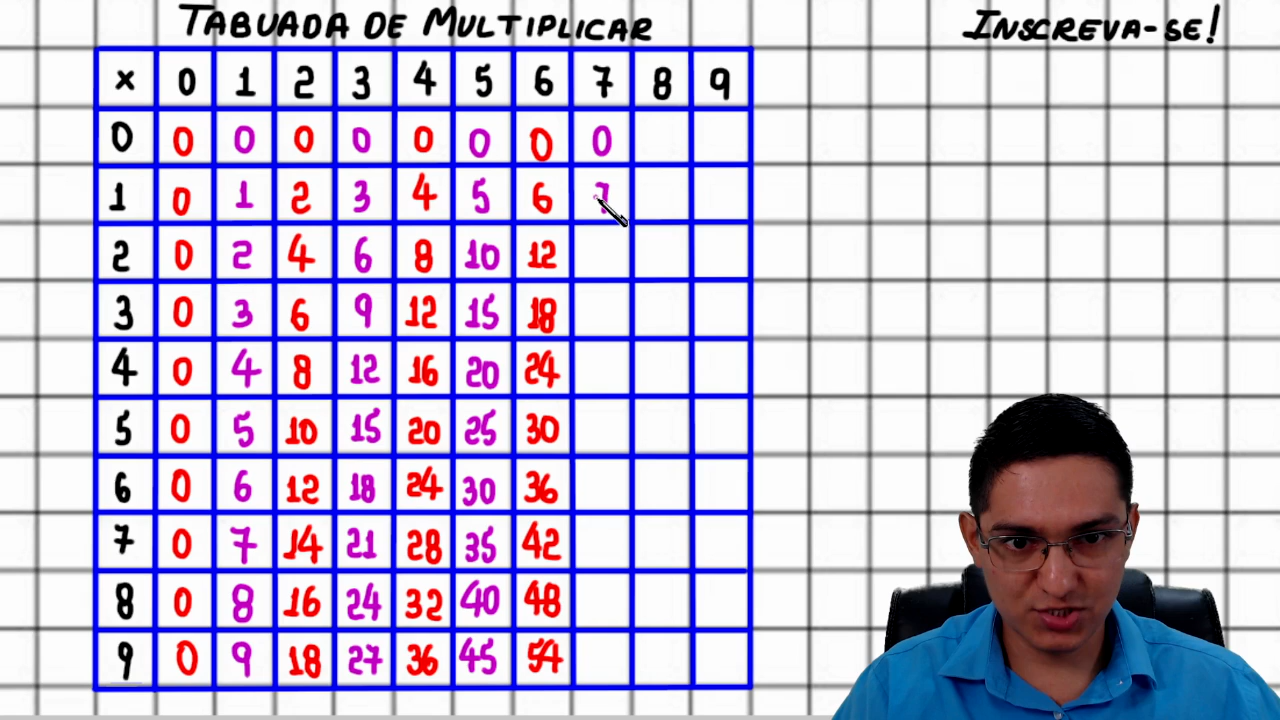 TABUADA DE MULTIPLICAR
INSCREVA-SE!
× 0 1 2 3 4 5 6 7 8 9
0 0 0 0 0 0 0 0 0
1 0 1 2 3 4 5 6 7
2 0 2 4 6 8 10 12
3 0 3 6 9 12 15 18
4 0 4 8 12 16 20 24
5 0 5 10 15 20 25 30
6 0 6 12 18 24 30 36
7 0 7 14 21 28 35 42
8 0 8 16 24 32 40 48
9 0 9 18 27 36 45 54